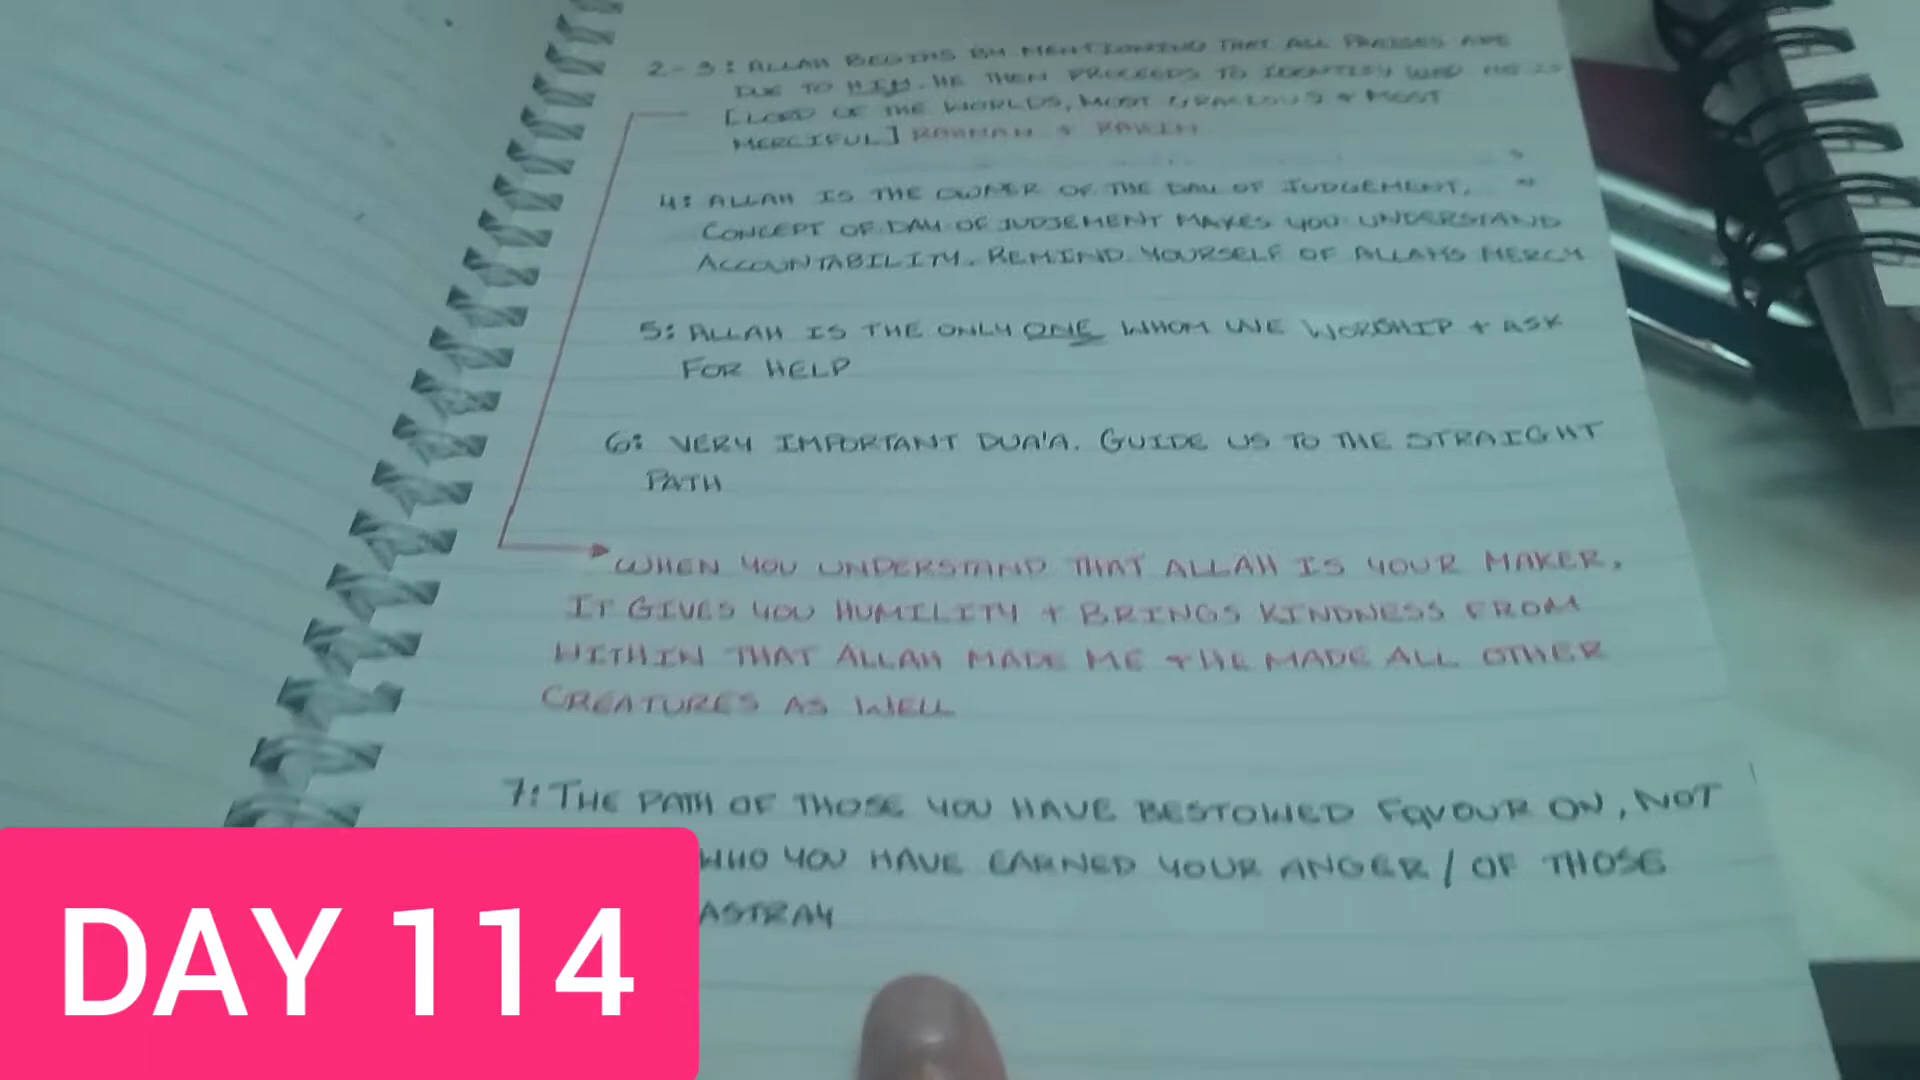 2-3: ALLAH BEGINS BY MENTIONING THAT ALL PRAISES ARE
DUE TO HIM. HE THEN PROCEEDS TO IDENTIFY WHO HE IS
[LORD OF THE WORLDS, MOST GRACIOUS + MOST
MERCIFUL] RAHMAN + RAHIM
4: ALLAH IS THE OWNER OF THE DAY OF JUDGEMENT.
CONCEPT OF DAY OF JUDGEMENT MAKES YOU UNDERSTAND
ACCOUNTABILITY. REMIND YOURSELF OF ALLAHS MERCY
5: ALLAH IS THE ONLY ONE WHOM WE WORSHIP + ASK
FOR HELP
6: VERY IMPORTANT DUA'A. GUIDE US TO THE STRAIGHT
PATH
WHEN YOU UNDERSTAND THAT ALLAH IS YOUR MAKER,
IT GIVES YOU HUMILITY + BRINGS KINDNESS FROM
WITHIN THAT ALLAH MADE ME + HE MADE ALL OTHER
CREATURES AS WELL
7: THE PATH OF THOSE YOU HAVE BESTOWED FAVOUR ON, NOT
WHO YOU HAVE EARNED YOUR ANGER / OF THOSE
ASTRAY
DAY 114